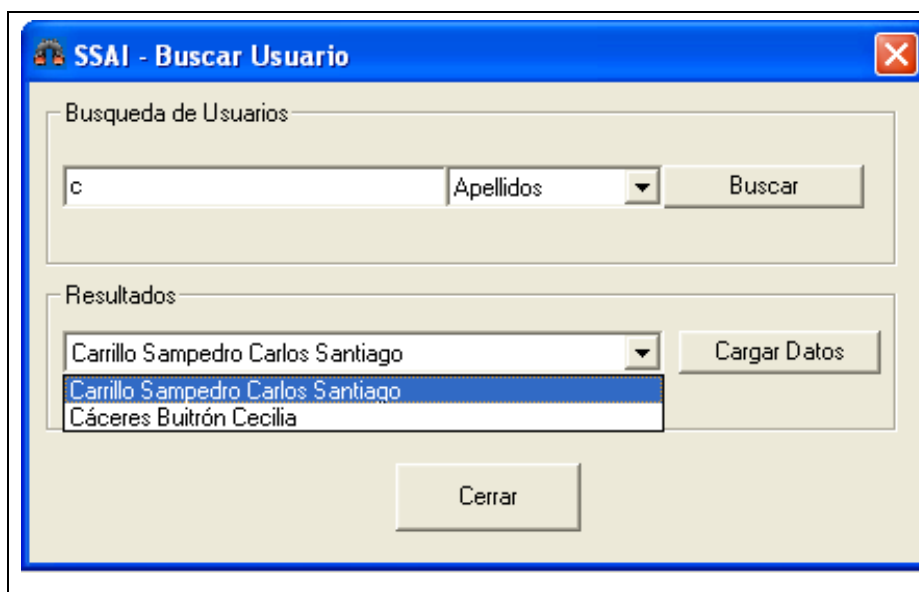 SSAI - Buscar Usuario
Busqueda de Usuarios
c Apellidos Buscar
Resultados
Carrillo Sampedro Carlos Santiago Cargar Datos
Carrillo Sampedro Carlos Santiago
Cáceres Buitrón Cecilia
Cerrar